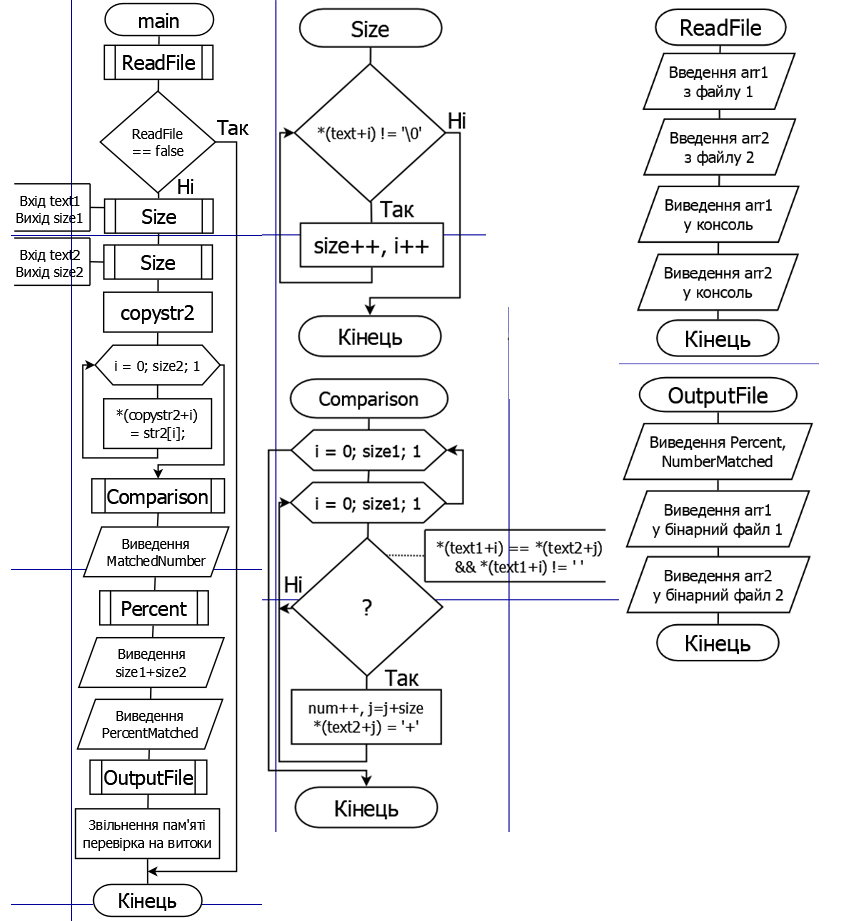 main
ReadFile
ReadFile
== false
Так
Ні
Вхід text1
Вихід size1
Size
Вхід text2
Вихід size2
Size
copystr2
i = 0; size2; 1
*(copystr2+i)
= str2[i];
Comparison
Виведення
MatchedNumber
Percent
Виведення
size1+size2
Виведення
PercentMatched
OutputFile
Звільнення пам'яті
перевірка на витоки
Кінець
Size
*(text+i) != '\0'
Ні
Так
size++, i++
Кінець
Comparison
i = 0; size1; 1
i = 0; size1; 1
*(text1+i) == *(text2+j)
&& *(text1+i) != ' '
Ні
?
Так
num++, j=j+size
*(text2+j) = '+'
Кінець
ReadFile
Введення arr1
з файлу 1
Введення arr2
з файлу 2
Виведення arr1
у консоль
Виведення arr2
у консоль
Кінець
OutputFile
Виведення Percent,
NumberMatched
Виведення arr1
у бінарний файл 1
Виведення arr2
у бінарний файл 2
Кінець